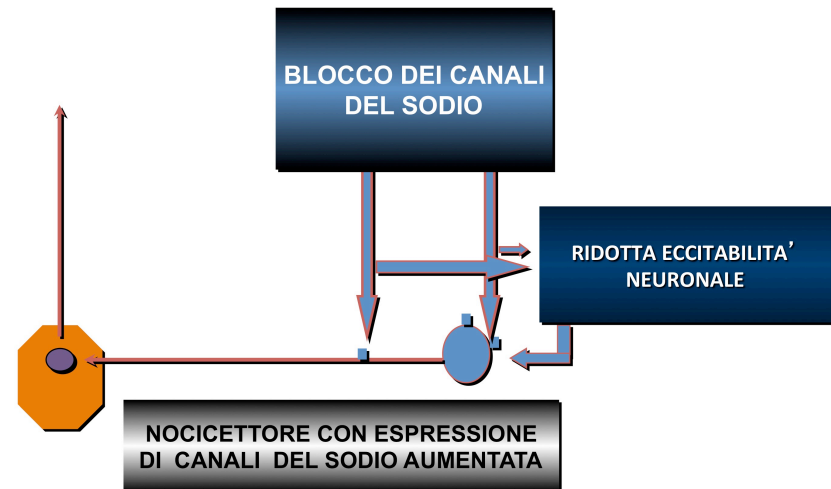 BLOCCO DEI CANALI
DEL SODIO
RIDOTTA ECCITABILITA’
NEURONALE
NOCICETTORE CON ESPRESSIONE
DI CANALI DEL SODIO AUMENTATA